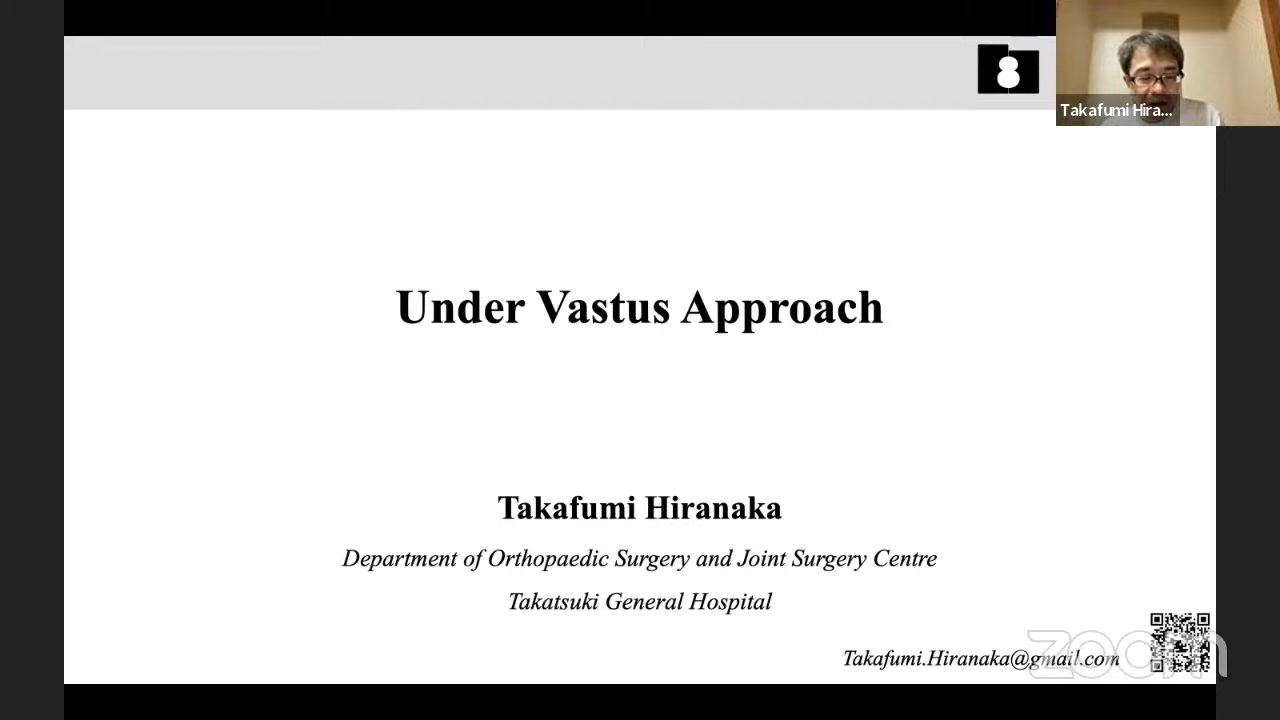 Takafumi Hira...
Under Vastus Approach
Takafumi Hiranaka
Department of Orthopaedic Surgery and Joint Surgery Centre
Takatsuki General Hospital
Takafumi.Hiranaka@gmail.com
zoom